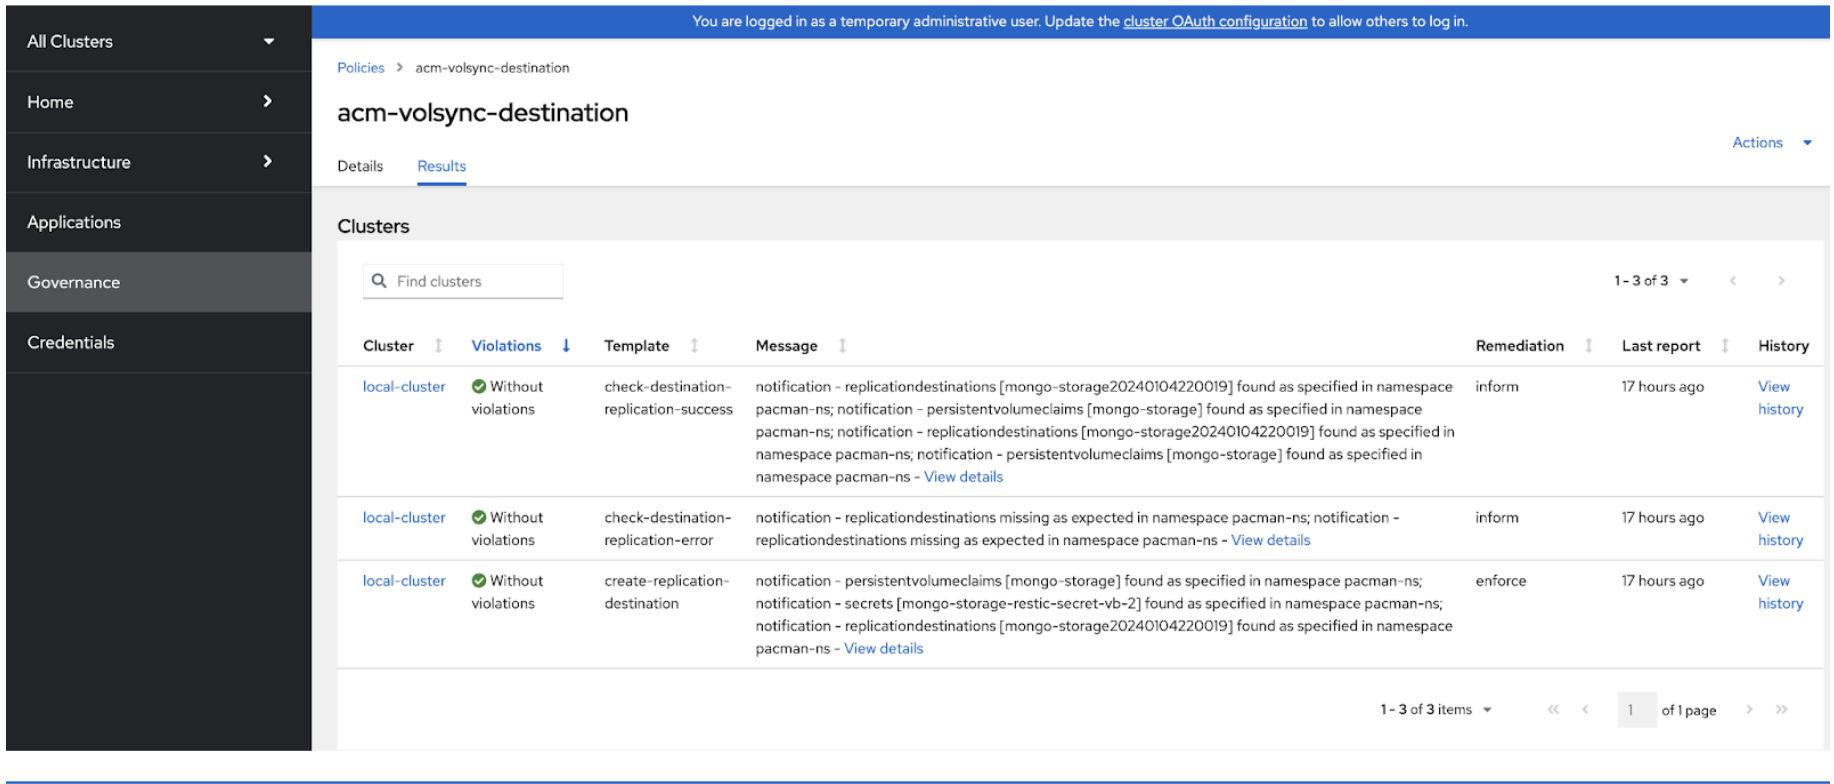 You are logged in as a temporary administrative user. Update the cluster OAuth configuration to allow others to log in.
All Clusters
Home
Infrastructure
Applications
Governance
Credentials
Policies > acm-volsync-destination
acm-volsync-destination
Actions
Details Results
Clusters
Find clusters
1 - 3 of 3
Cluster Violations Template Message Remediation Last report History
local-cluster Without violations check-destination-replication-success
notification - replicationdestinations [mongo-storage20240104220019] found as specified in namespace
pacman-ns; notification - persistentvolumeclaims [mongo-storage] found as specified in namespace
pacman-ns; notification - replicationdestinations [mongo-storage20240104220019] found as specified in
namespace pacman-ns; notification - persistentvolumeclaims [mongo-storage] found as specified in
namespace pacman-ns - View details
inform 17 hours ago View history
local-cluster Without violations check-destination-replication-error
notification - replicationdestinations missing as expected in namespace pacman-ns; notification -
replicationdestinations missing as expected in namespace pacman-ns - View details
inform 17 hours ago View history
local-cluster Without violations create-replication-destination
notification - persistentvolumeclaims [mongo-storage] found as specified in namespace pacman-ns;
notification - secrets [mongo-storage-restic-secret-vb-2] found as specified in namespace pacman-ns;
notification - replicationdestinations [mongo-storage20240104220019] found as specified in namespace
pacman-ns - View details
enforce 17 hours ago View history
1 - 3 of 3 items 1 of 1 page